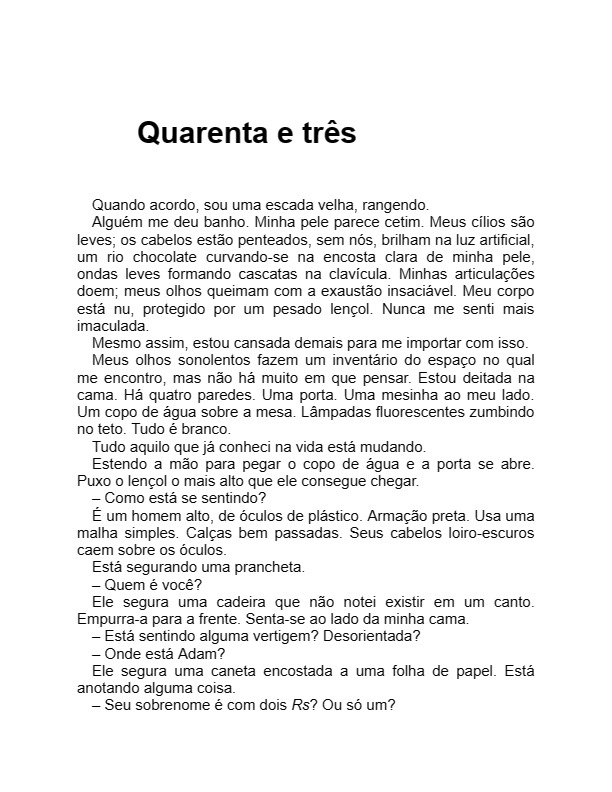 Quarenta e três
Quando acordo, sou uma escada velha, rangendo.
Alguém me deu banho. Minha pele parece cetim. Meus cílios são
leves; os cabelos estão penteados, sem nós, brilham na luz artificial,
um rio chocolate curvando-se na encosta clara de minha pele,
ondas leves formando cascatas na clavícula. Minhas articulações
doem; meus olhos queimam com a exaustão insaciável. Meu corpo
está nu, protegido por um pesado lençol. Nunca me senti mais
imaculada.
Mesmo assim, estou cansada demais para me importar com isso.
Meus olhos sonolentos fazem um inventário do espaço no qual
me encontro, mas não há muito em que pensar. Estou deitada na
cama. Há quatro paredes. Uma porta. Uma mesinha ao meu lado.
Um copo de água sobre a mesa. Lâmpadas fluorescentes zumbindo
no teto. Tudo é branco.
Tudo aquilo que já conheci na vida está mudando.
Estendo a mão para pegar o copo de água e a porta se abre.
Puxo o lençol o mais alto que ele consegue chegar.
– Como está se sentindo?
É um homem alto, de óculos de plástico. Armação preta. Usa uma
malha simples. Calças bem passadas. Seus cabelos loiro-escuros
caem sobre os óculos.
Está segurando uma prancheta.
– Quem é você?
Ele segura uma cadeira que não notei existir em um canto.
Empurra-a para a frente. Senta-se ao lado da minha cama.
– Está sentindo alguma vertigem? Desorientada?
– Onde está Adam?
Ele segura uma caneta encostada a uma folha de papel. Está
anotando alguma coisa.
– Seu sobrenome é com dois Rs? Ou só um?